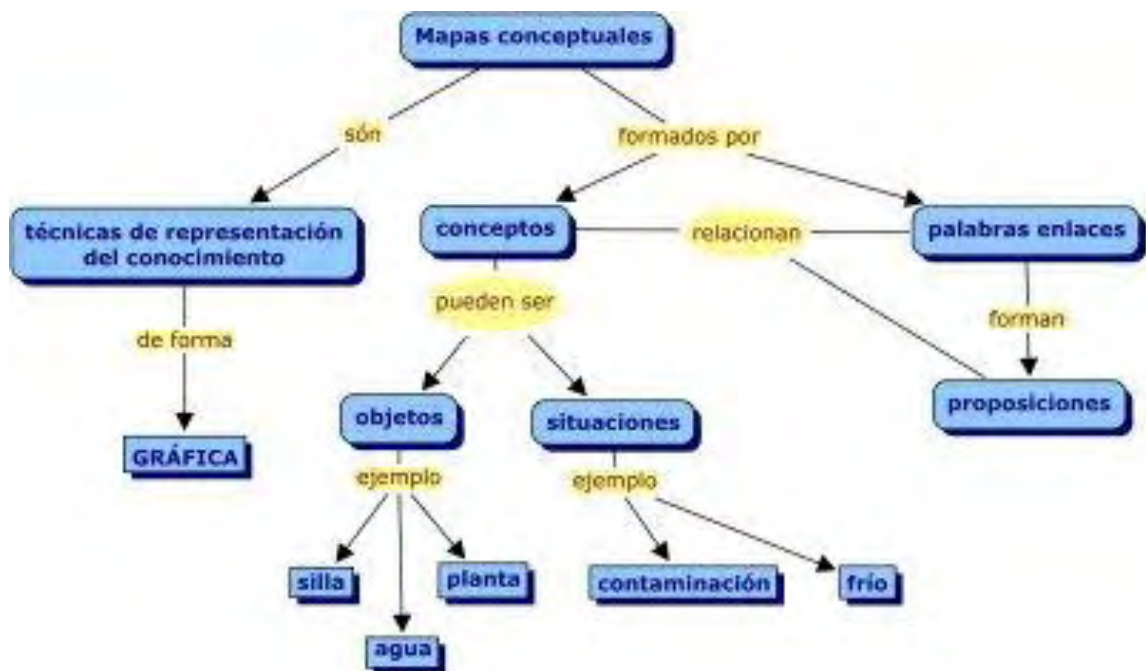 Mapas conceptuales
són
formados por
técnicas de representación
del conocimiento
conceptos
relacionan
palabras enlaces
pueden ser
de forma
forman
objetos
situaciones
proposiciones
GRÁFICA
ejemplo
ejemplo
silla
planta
contaminación
frío
agua